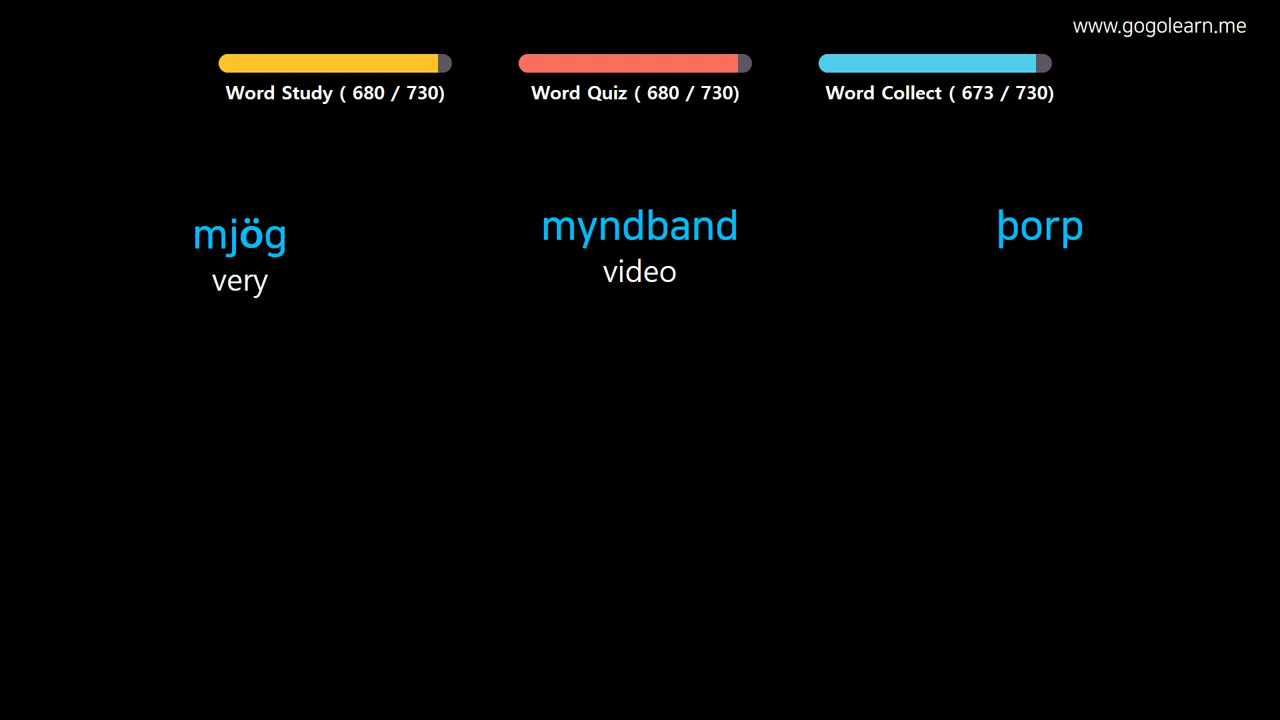 www.gogolearn.me
Word Study ( 680 / 730)
Word Quiz ( 680 / 730)
Word Collect ( 673 / 730)
mjög
very
myndband
video
þorp